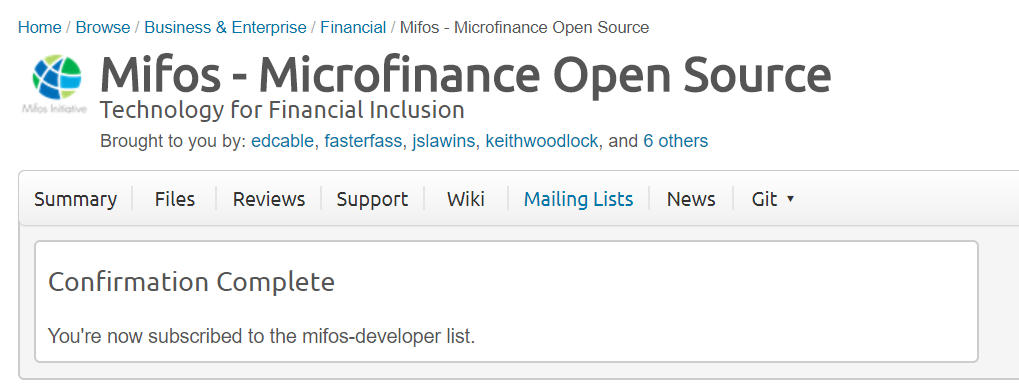 Home / Browse / Business & Enterprise / Financial / Mifos - Microfinance Open Source
Mifos - Microfinance Open Source
Mifos Initiative
Technology for Financial Inclusion
Brought to you by: edcable, fasterfass, jslawins, keithwoodlock, and 6 others
Summary Files Reviews Support Wiki Mailing Lists News Git ▾
Confirmation Complete
You're now subscribed to the mifos-developer list.